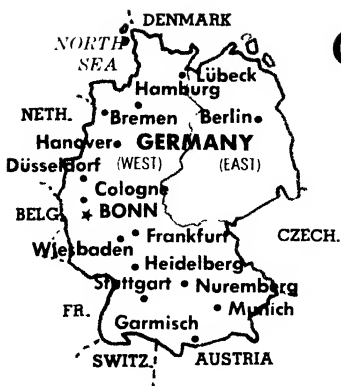 DENMARK
NORTH
SEA
Lübeck
Hamburg
NETH.
Bremen
Berlin
Hanover
GERMANY
Düsseldorf
(WEST)
(EAST)
Cologne
BELG.
BONN
Frankfurt
CZECH.
Wiesbaden
Heidelberg
Stuttgart
Nuremberg
FR.
Munich
Garmisch
SWITZ.
AUSTRIA